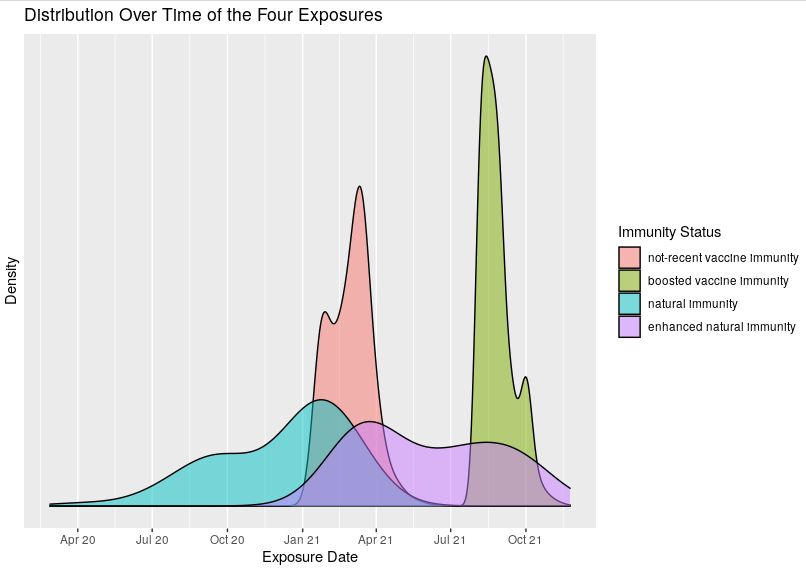 Distribution Over Time of the Four Exposures
Density
Immunity Status
not-recent vaccine immunity
boosted vaccine immunity
natural immunity
enhanced natural immunity
Apr 20
Jul 20
Oct 20
Jan 21
Apr 21
Jul 21
Oct 21
Exposure Date